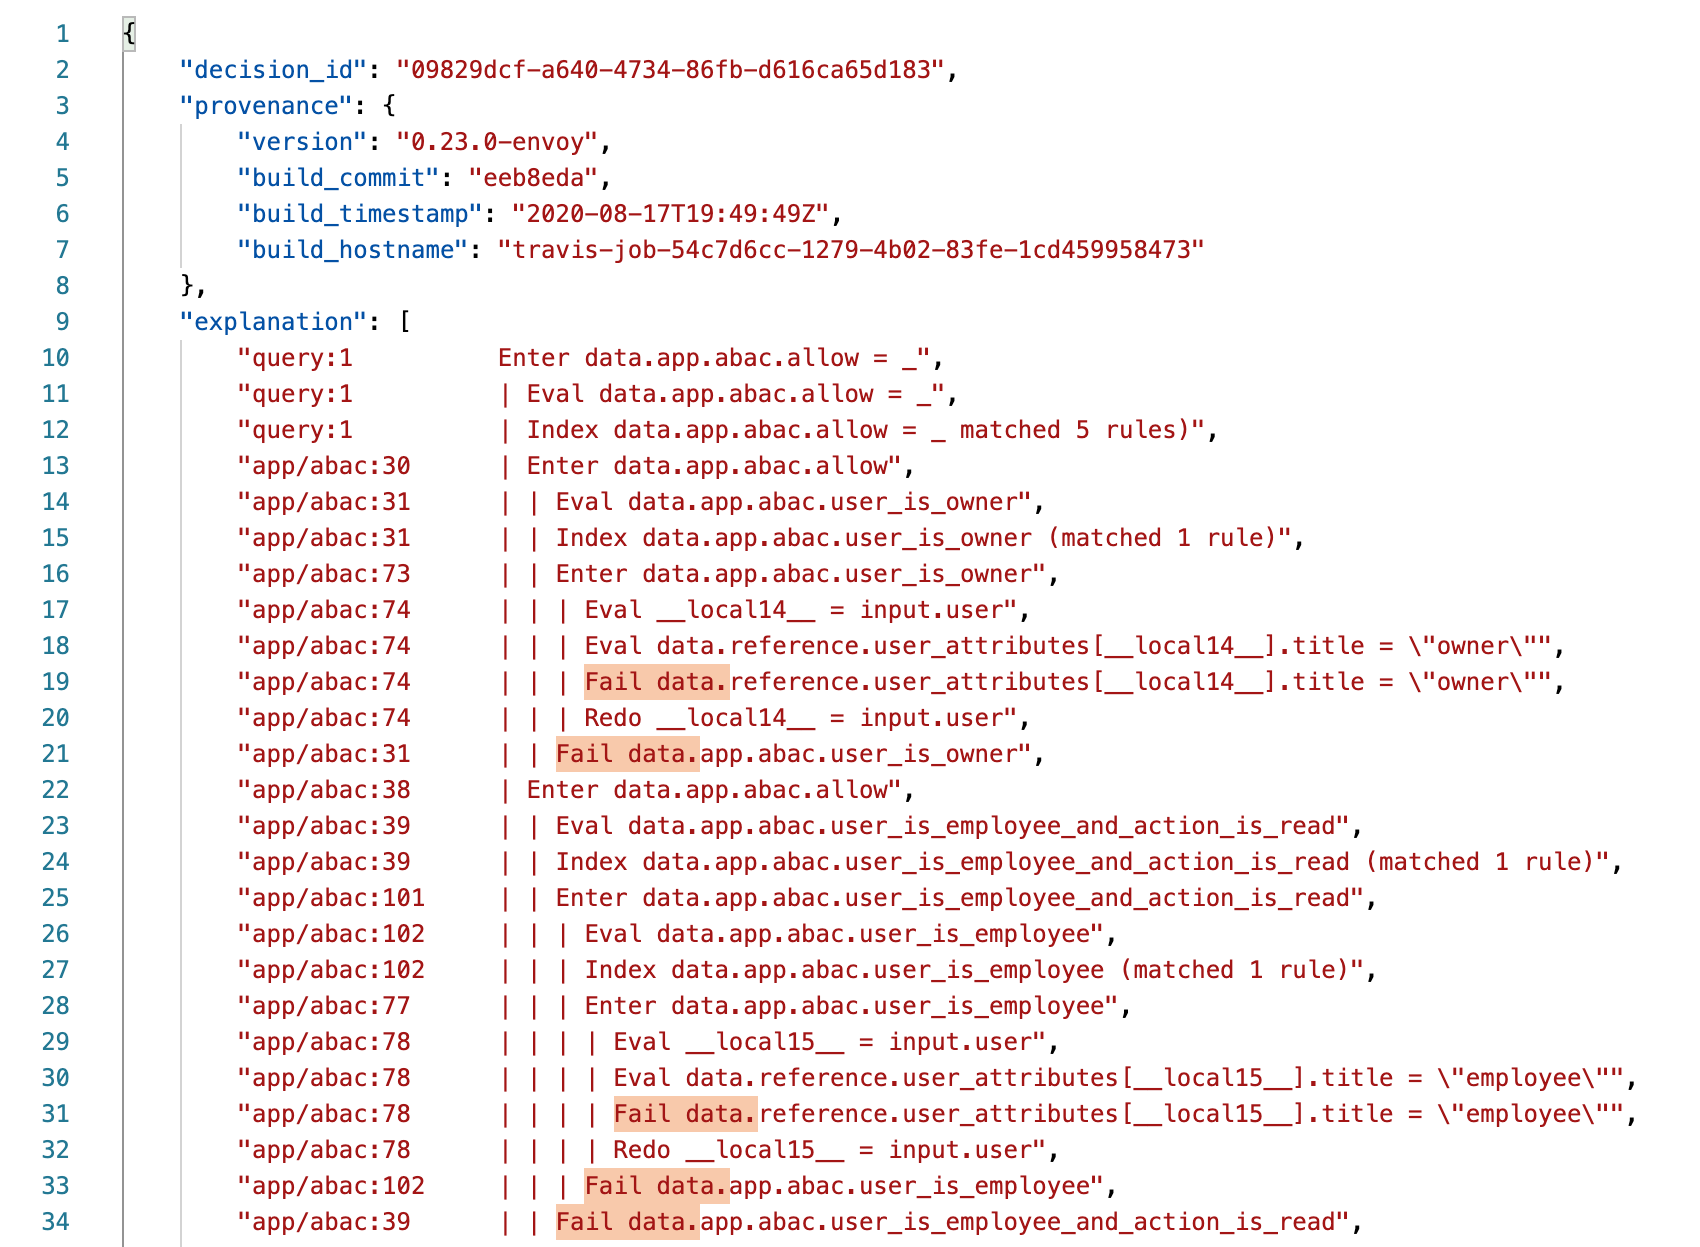 1 {
2 "decision_id": "09829dcf-a640-4734-86fb-d616ca65d183",
3 "provenance": {
4 "version": "0.23.0-envoy",
5 "build_commit": "eeb8eda",
6 "build_timestamp": "2020-08-17T19:49:49Z",
7 "build_hostname": "travis-job-54c7d6cc-1279-4b02-83fe-1cd459958473"
8 },
9 "explanation": [
10 "query:1 Enter data.app.abac.allow = _",
11 "query:1 | Eval data.app.abac.allow = _",
12 "query:1 | Index data.app.abac.allow = _ matched 5 rules)",
13 "app/abac:30 | Enter data.app.abac.allow",
14 "app/abac:31 | | Eval data.app.abac.user_is_owner",
15 "app/abac:31 | | Index data.app.abac.user_is_owner (matched 1 rule)",
16 "app/abac:73 | | Enter data.app.abac.user_is_owner",
17 "app/abac:74 | | | Eval __local14__ = input.user",
18 "app/abac:74 | | | Eval data.reference.user_attributes[__local14__].title = \"owner\"",
19 "app/abac:74 | | | Fail data.reference.user_attributes[__local14__].title = \"owner\"",
20 "app/abac:74 | | | Redo __local14__ = input.user",
21 "app/abac:31 | | Fail data.app.abac.user_is_owner",
22 "app/abac:38 | Enter data.app.abac.allow",
23 "app/abac:39 | | Eval data.app.abac.user_is_employee_and_action_is_read",
24 "app/abac:39 | | Index data.app.abac.user_is_employee_and_action_is_read (matched 1 rule)",
25 "app/abac:101 | | Enter data.app.abac.user_is_employee_and_action_is_read",
26 "app/abac:102 | | | Eval data.app.abac.user_is_employee",
27 "app/abac:102 | | | Index data.app.abac.user_is_employee (matched 1 rule)",
28 "app/abac:77 | | | Enter data.app.abac.user_is_employee",
29 "app/abac:78 | | | | Eval __local15__ = input.user",
30 "app/abac:78 | | | | Eval data.reference.user_attributes[__local15__].title = \"employee\"",
31 "app/abac:78 | | | | Fail data.reference.user_attributes[__local15__].title = \"employee\"",
32 "app/abac:78 | | | | Redo __local15__ = input.user",
33 "app/abac:102 | | | Fail data.app.abac.user_is_employee",
34 "app/abac:39 | | Fail data.app.abac.user_is_employee_and_action_is_read",